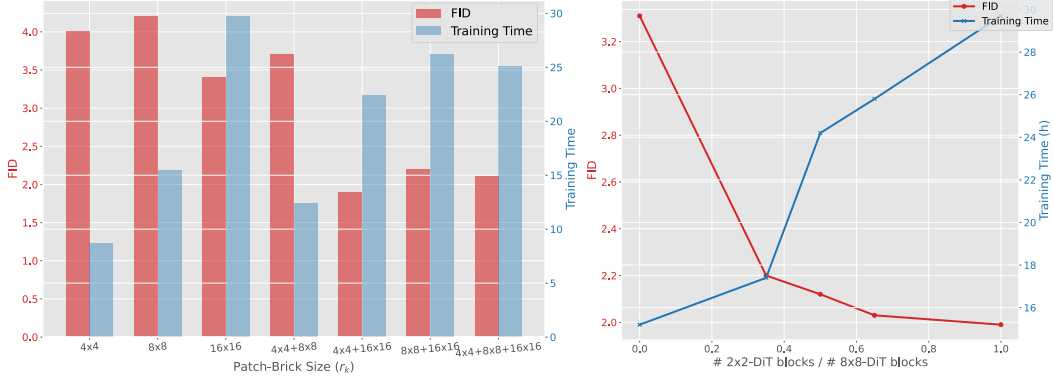 FID
Training Time
4.0
3.5
3.0
2.5
2.0
1.5
1.0
0.5
0.0
FID
30
25
20
15
10
5
0
Training Time
4x4
8x8
16x16
4x4+8x8
4x4+16x16
8x8+16x16
4x4+8x8+16x16
Patch-Brick Size (r_k)
FID
Training Time
3.2
3.0
2.8
2.6
2.4
2.2
2.0
FID
30
28
26
24
22
20
18
16
Training Time (h)
0.0
0.2
0.4
0.6
0.8
1.0
# 2x2-DiT blocks / # 8x8-DiT blocks